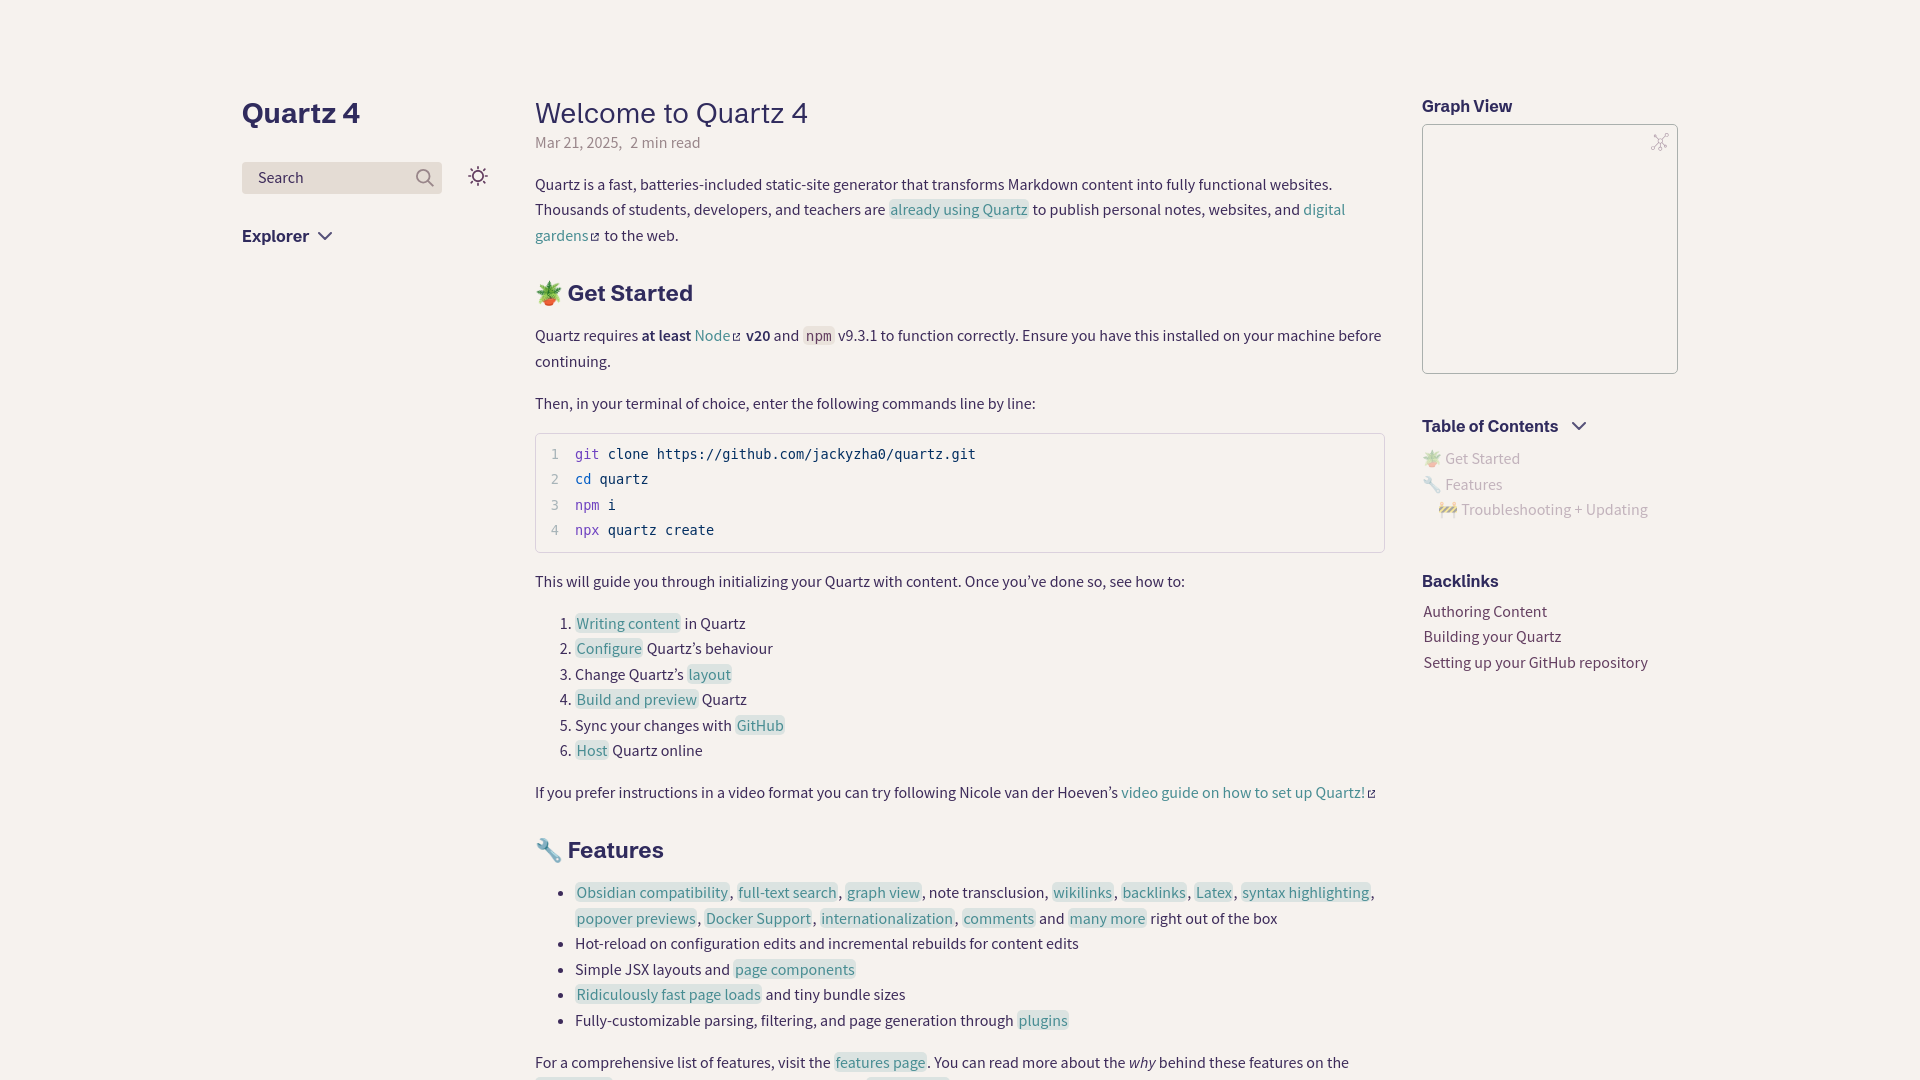 Quartz 4
Search
Explorer
Welcome to Quartz 4
Mar 21, 2025, 2 min read
Quartz is a fast, batteries-included static-site generator that transforms Markdown content into fully functional websites.
Thousands of students, developers, and teachers are already using Quartz to publish personal notes, websites, and digital
gardens to the web.
🪴 Get Started
Quartz requires at least Node v20 and npm v9.3.1 to function correctly. Ensure you have this installed on your machine before
continuing.
Then, in your terminal of choice, enter the following commands line by line:
1 git clone https://github.com/jackyzha0/quartz.git
2 cd quartz
3 npm i
4 npx quartz create
This will guide you through initializing your Quartz with content. Once you’ve done so, see how to:
1. Writing content in Quartz
2. Configure Quartz’s behaviour
3. Change Quartz’s layout
4. Build and preview Quartz
5. Sync your changes with GitHub
6. Host Quartz online
If you prefer instructions in a video format you can try following Nicole van der Hoeven’s video guide on how to set up Quartz!
🔧 Features
• Obsidian compatibility, full-text search, graph view, note transclusion, wikilinks, backlinks, Latex, syntax highlighting,
popover previews, Docker Support, internationalization, comments and many more right out of the box
• Hot-reload on configuration edits and incremental rebuilds for content edits
• Simple JSX layouts and page components
• Ridiculously fast page loads and tiny bundle sizes
• Fully-customizable parsing, filtering, and page generation through plugins
For a comprehensive list of features, visit the features page. You can read more about the why behind these features on the
Graph View
Table of Contents
🪴 Get Started
🔧 Features
🚧 Troubleshooting + Updating
Backlinks
Authoring Content
Building your Quartz
Setting up your GitHub repository